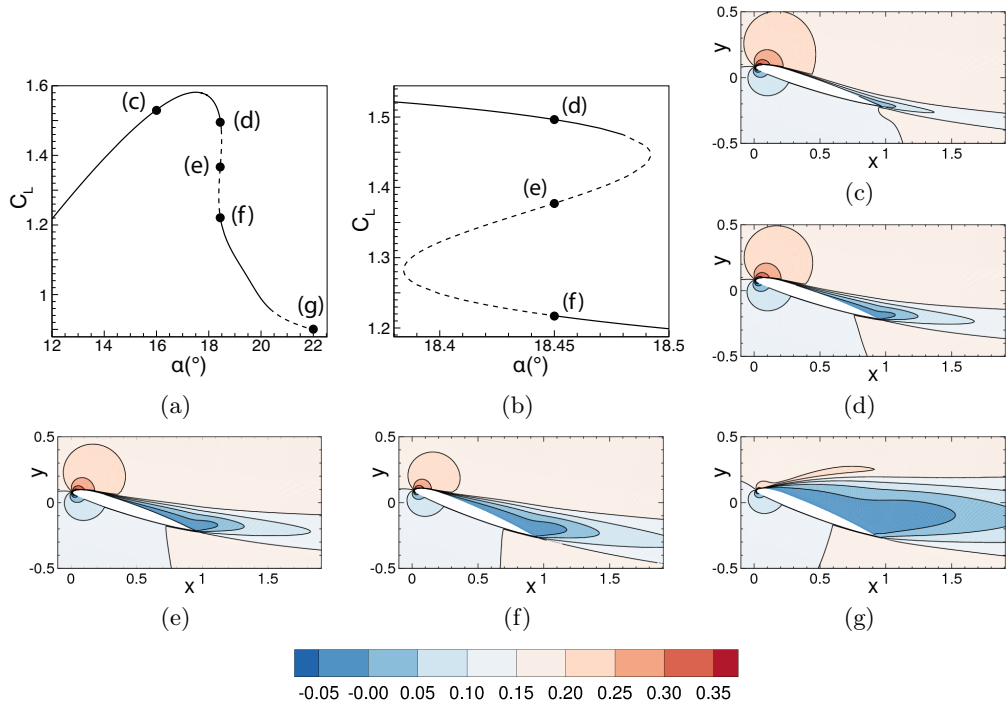 1.6
1.4
1.2
1
C_L
12 14 16 18 20 22
α(°)
(c)
(d)
(e)
(f)
(g)
(a)
1.5
1.4
1.3
1.2
C_L
18.4 18.45 18.5
α(°)
(d)
(e)
(f)
(b)
0.5
y
0
-0.5
0 0.5 x 1 1.5
(c)
0.5
y
0
-0.5
0 0.5 x 1 1.5
(d)
0.5
y
0
-0.5
0 0.5 x 1 1.5
(e)
0.5
y
0
-0.5
0 0.5 x 1 1.5
(f)
0.5
y
0
-0.5
0 0.5 x 1 1.5
(g)
-0.05 -0.00 0.05 0.10 0.15 0.20 0.25 0.30 0.35